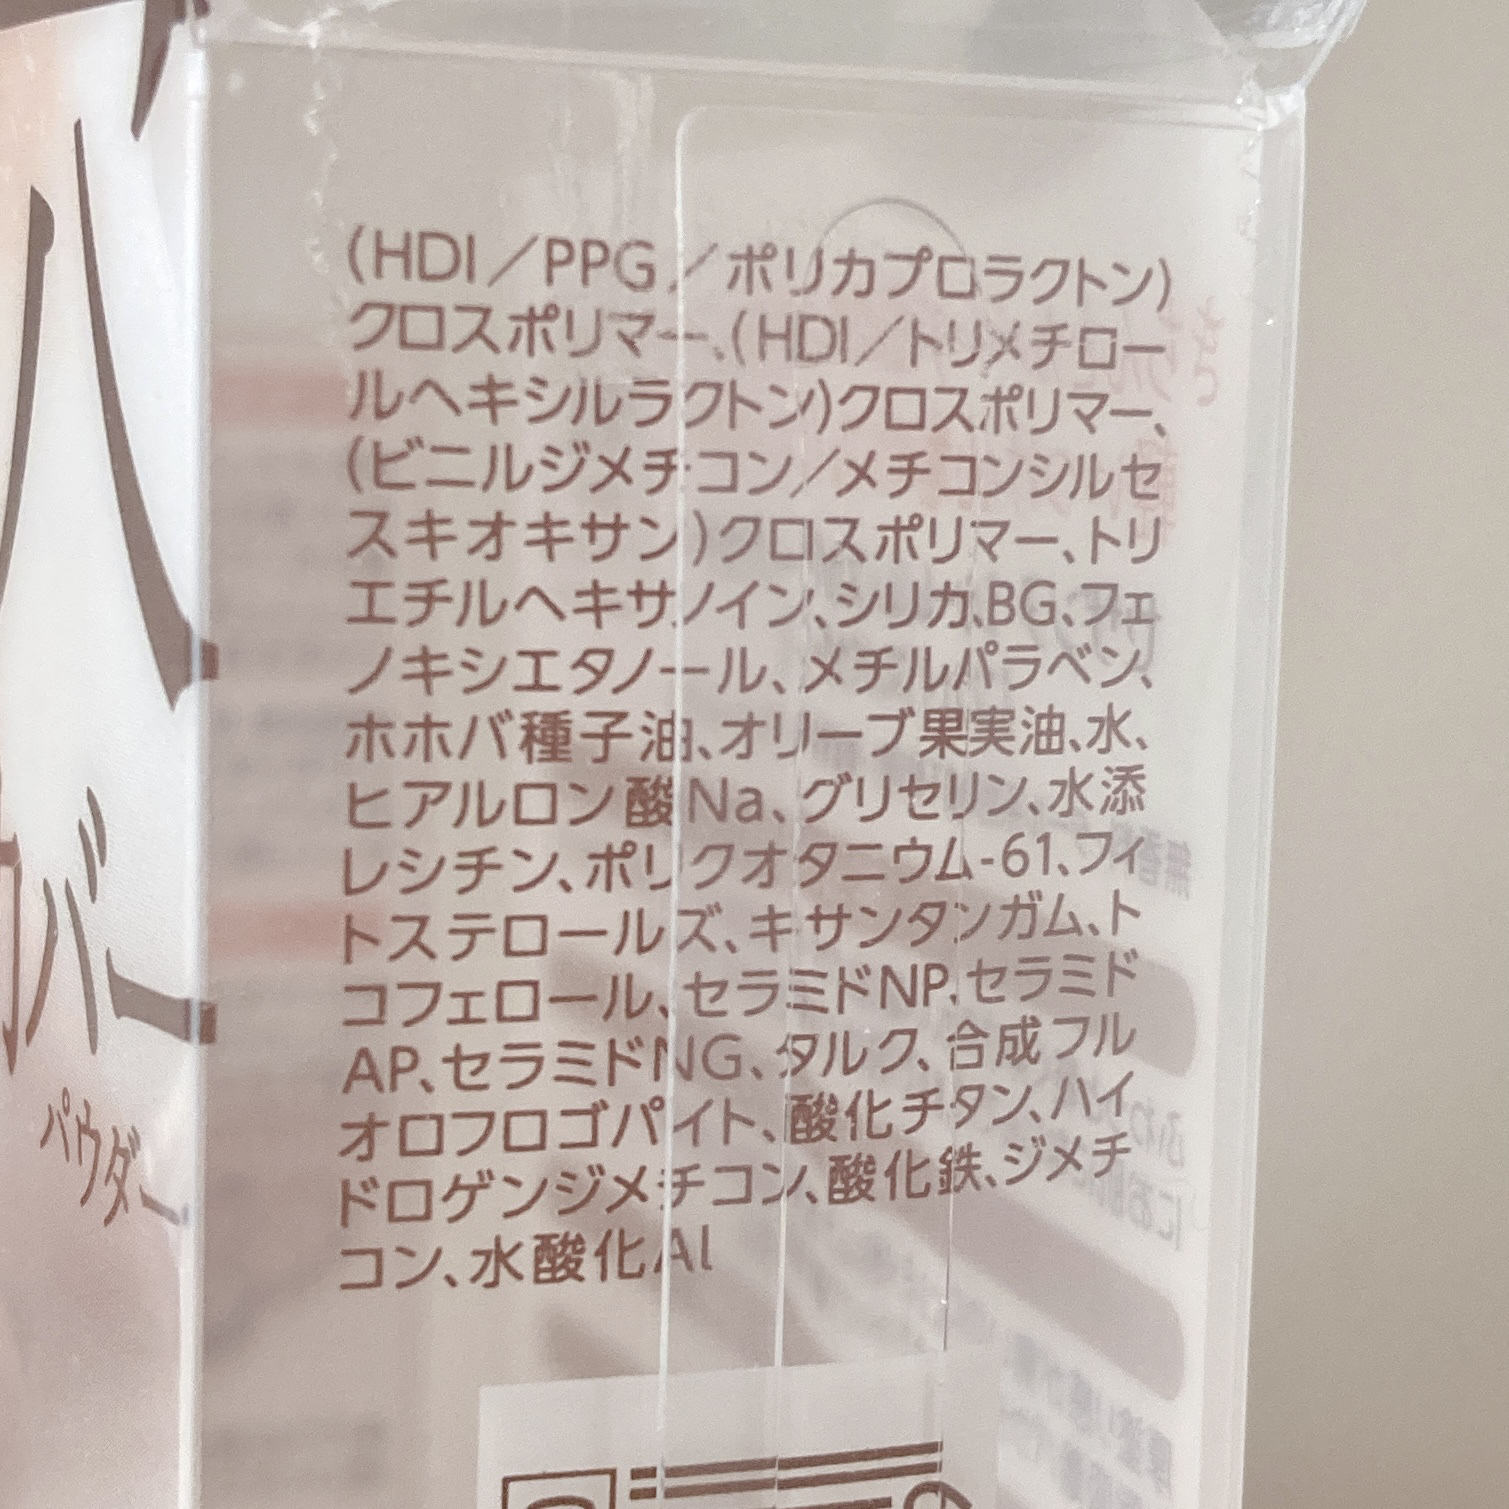 (HDI／PPG／ポリカプロラクトン)
クロスポリマー、(HDI／トリメチロー
ルヘキシルラクトン)クロスポリマー、
(ビニルジメチコン／メチコンシルセ
スキオキサン)クロスポリマー、トリ
エチルヘキサノイン、シリカ、BG、フェ
ノキシエタノール、メチルパラベン、
ホホバ種子油、オリーブ果実油、水、
ヒアルロン酸Na、グリセリン、水添
レシチン、ポリクオタニウム-61、フィ
トステロールズ、キサンタンガム、ト
コフェロール、セラミドNP、セラミド
AP、セラミドNG、タルク、合成フル
オロフロゴパイト、酸化チタン、ハイ
ドロゲンジメチコン、酸化鉄、ジメチ
コン、水酸化Al
バー
パウダー